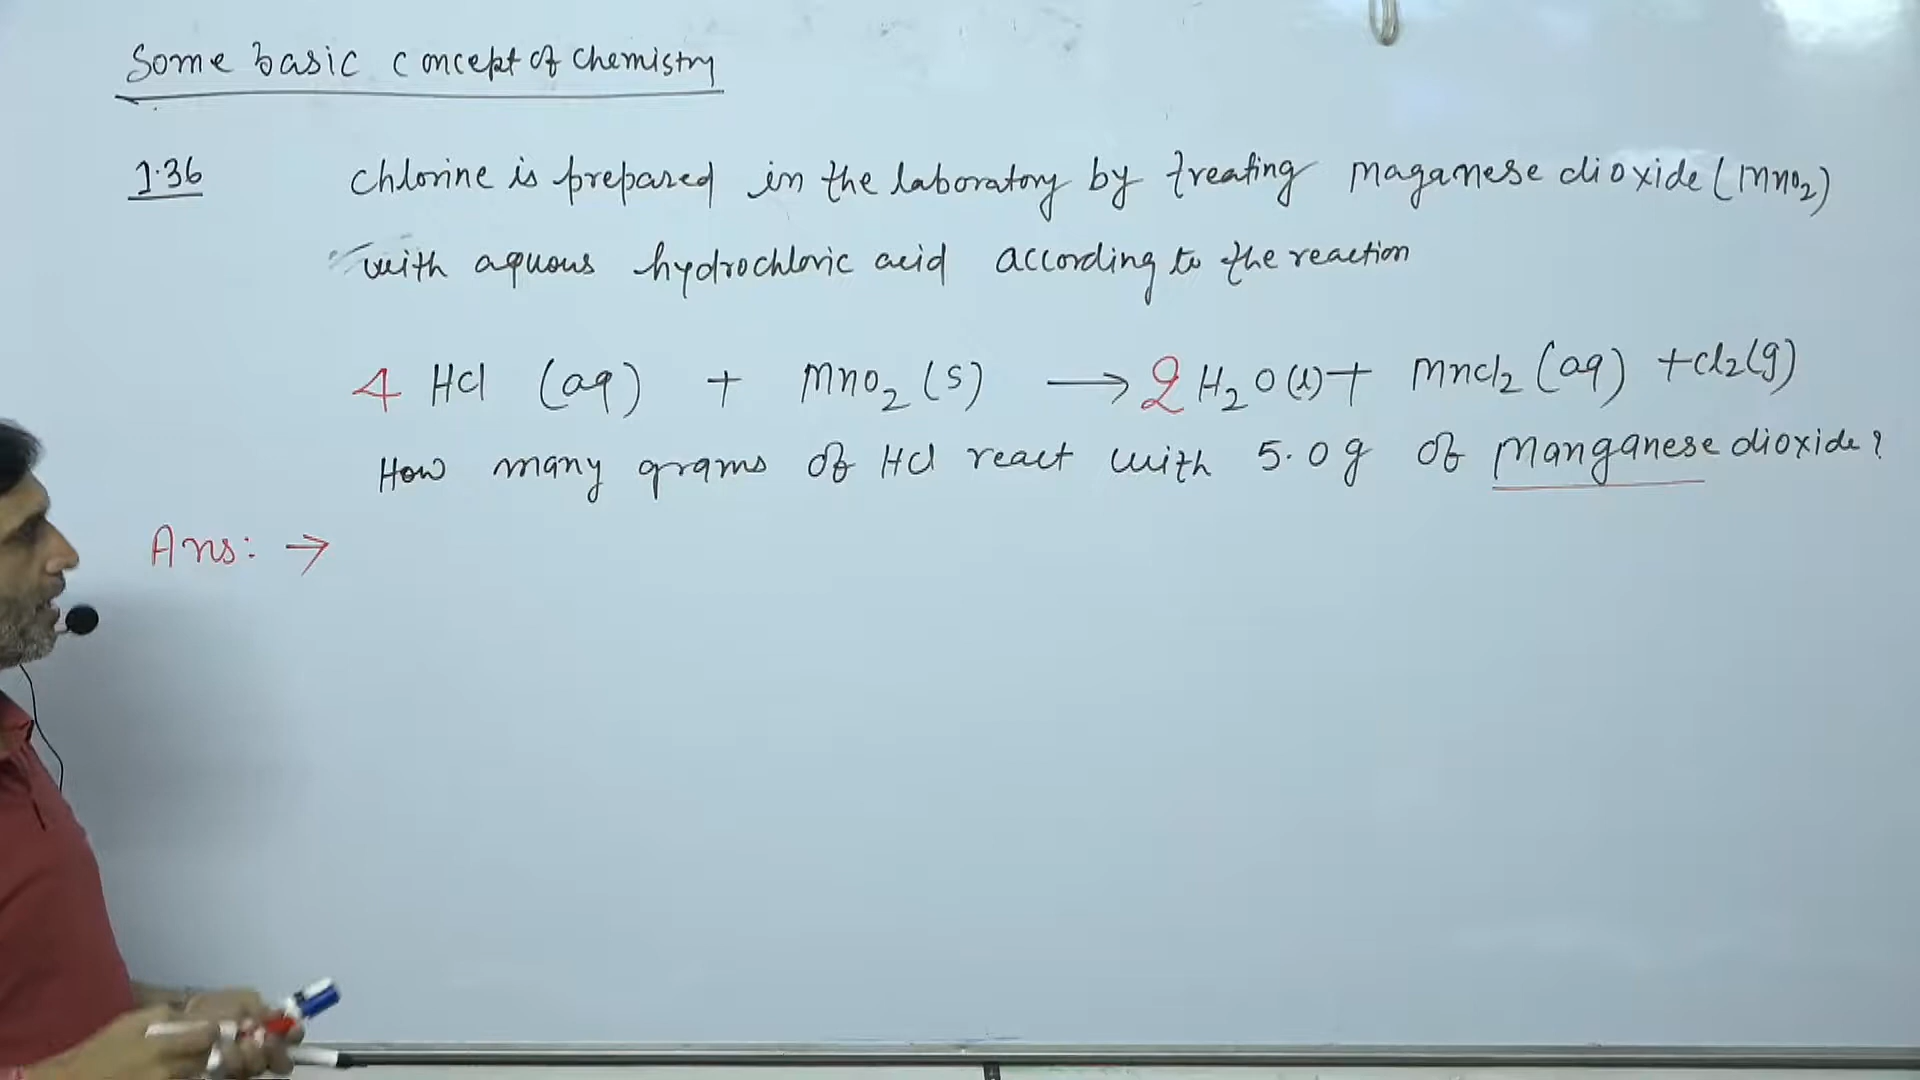 Some basic concept of chemistry
1.36 Chlorine is prepared in the laboratory by treating maganese dioxide (MnO₂)
with aquous hydrochloric acid according to the reaction
4 HCl (aq) + MnO₂ (s) → 2 H₂O (l) + MnCl₂ (aq) + Cl₂ (g)
How many grams of HCl react with 5.0 g of Manganese dioxide?
Ans: →